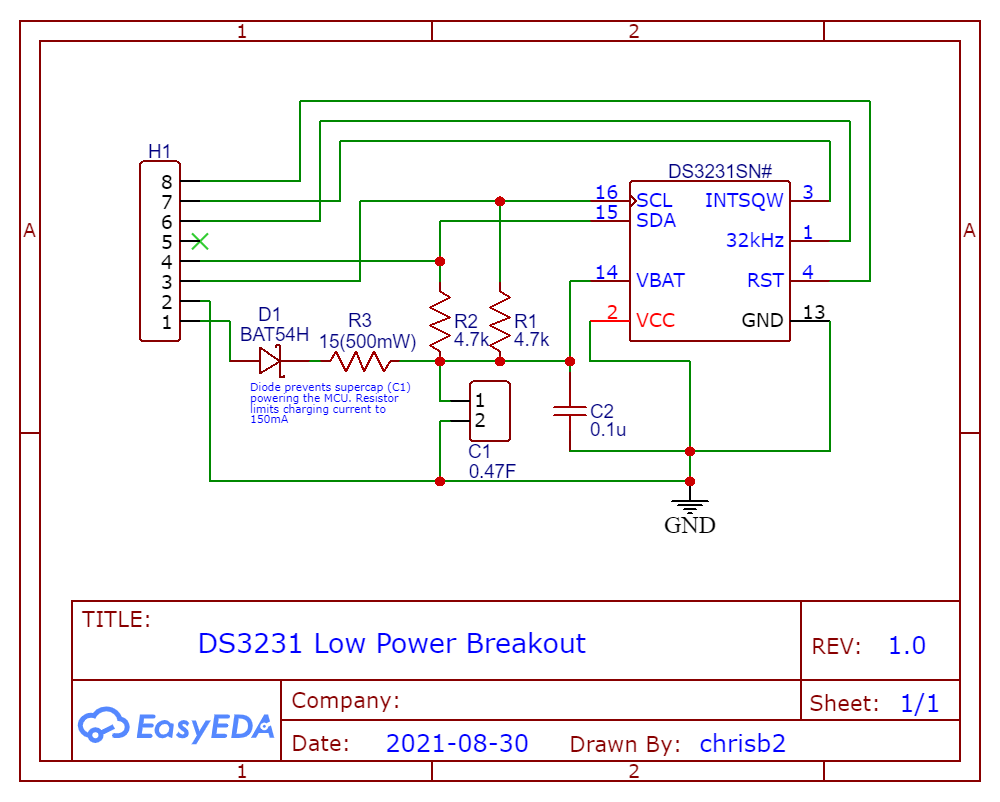 1 2
H1
8
7
6
5
4
3
2
1
DS3231SN#
16 SCL INTSQW 3
15 SDA
32kHz 1
14 VBAT RST 4
2 VCC GND 13
A A
D1
BAT54H
R3
15(500mW)
R2
4.7k
R1
4.7k
Diode prevents supercap (C1)
powering the MCU. Resistor
limits charging current to
150mA
1
2
C1
0.47F
C2
0.1u
GND
TITLE:
DS3231 Low Power Breakout
REV: 1.0
EasyEDA
Company:
Sheet: 1/1
Date: 2021-08-30 Drawn By: chrisb2
1 2